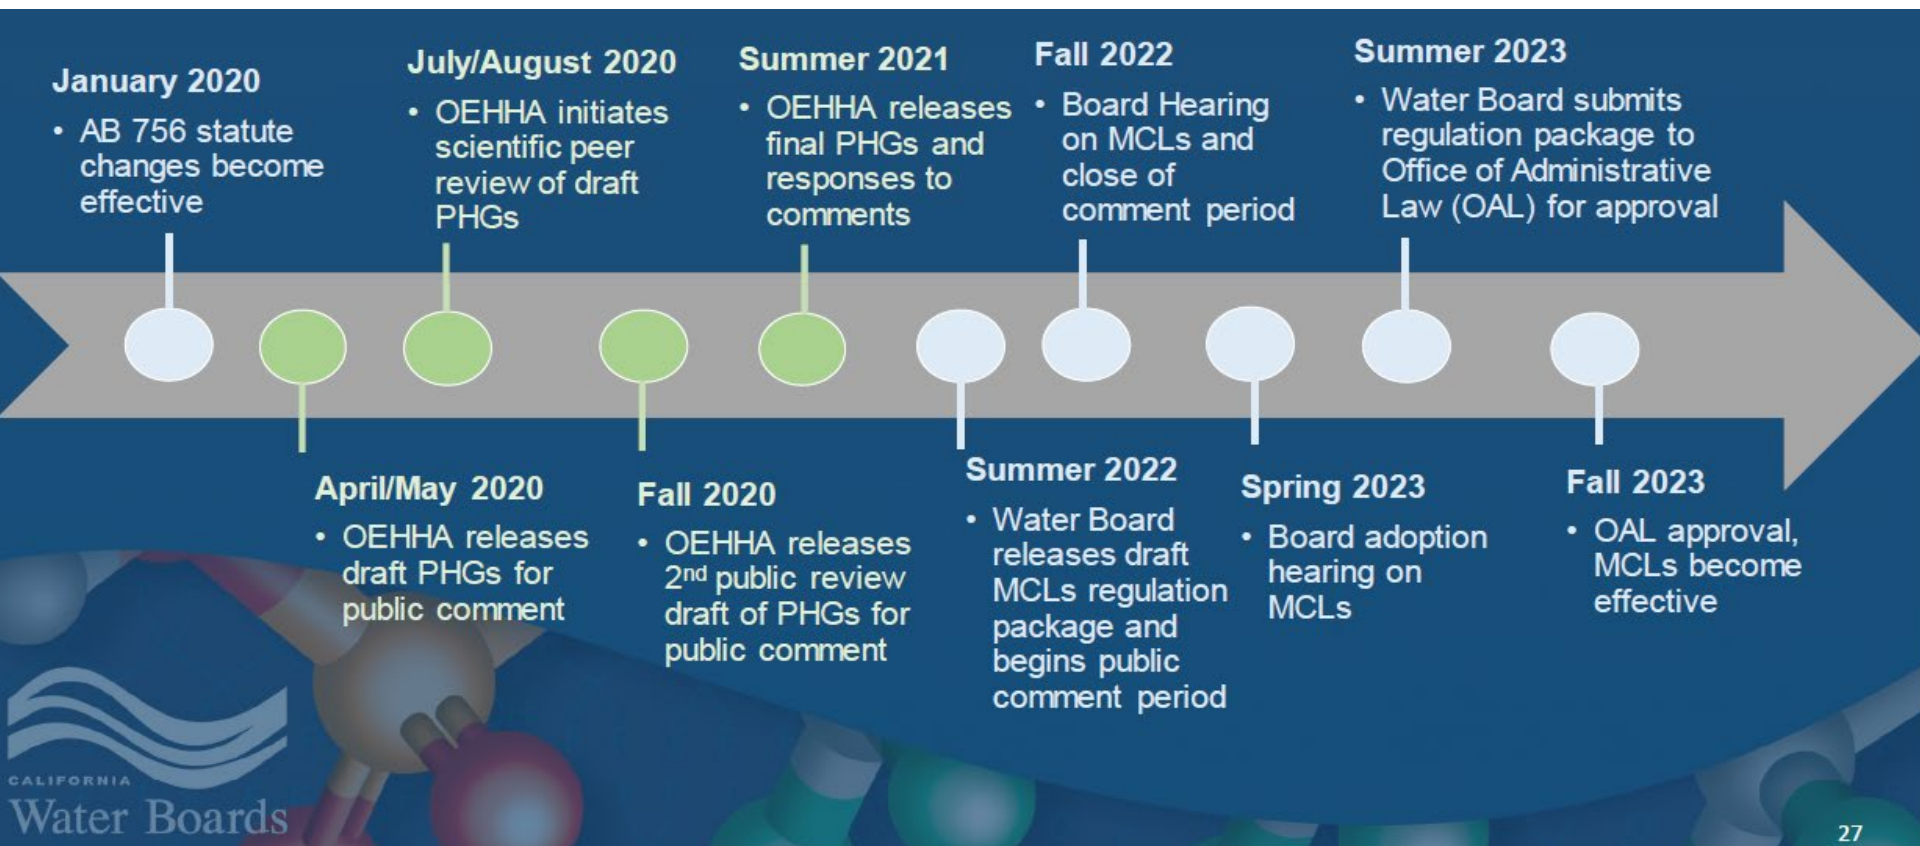 January 2020
• AB 756 statute
changes become
effective
July/August 2020
• OEHHA initiates
scientific peer
review of draft
PHGs
Summer 2021
• OEHHA releases
final PHGs and
responses to
comments
Fall 2022
• Board Hearing
on MCLs and
close of
comment period
Summer 2023
• Water Board submits
regulation package to
Office of Administrative
Law (OAL) for approval
April/May 2020
• OEHHA releases
draft PHGs for
public comment
Fall 2020
• OEHHA releases
2nd public review
draft of PHGs for
public comment
Summer 2022
• Water Board
releases draft
MCLs regulation
package and
begins public
comment period
Spring 2023
• Board adoption
hearing on
MCLs
Fall 2023
• OAL approval,
MCLs become
effective
CALIFORNIA
Water Boards
27